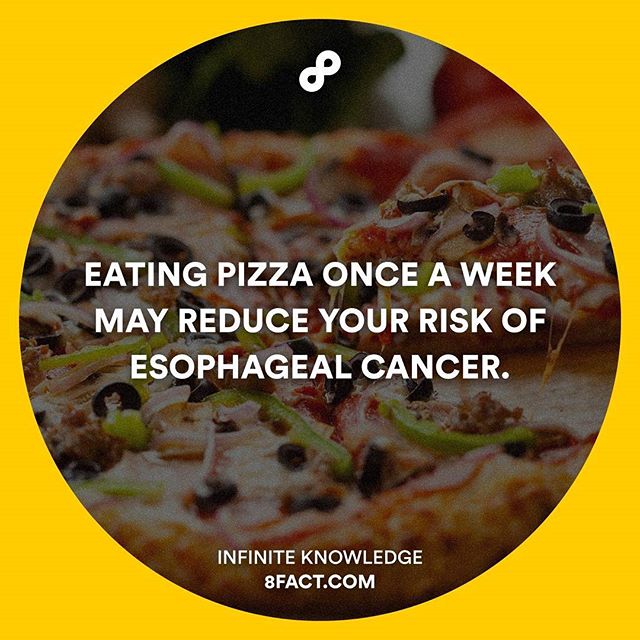 EATING PIZZA ONCE A WEEK
MAY REDUCE YOUR RISK OF
ESOPHAGEAL CANCER.
INFINITE KNOWLEDGE
8FACT.COM